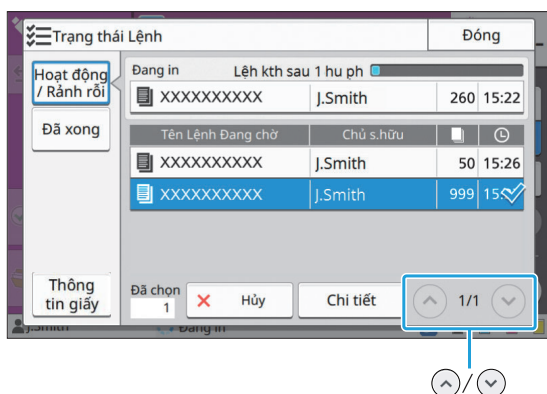 Trạng thái Lệnh
Đóng
Hoạt động
/ Rảnh rỗi
Đang in
Lệh kth sau 1 hu ph
XXXXXXXXXX J.Smith 260 15:22
Đã xong
Tên Lệnh Đang chờ Chủ s.hữu
XXXXXXXXXX J.Smith 50 15:26
XXXXXXXXXX J.Smith 999
Thông
tin giấy
Đã chọn
1
Hủy
Chi tiết
1/1
J.Smith
Đang in
/